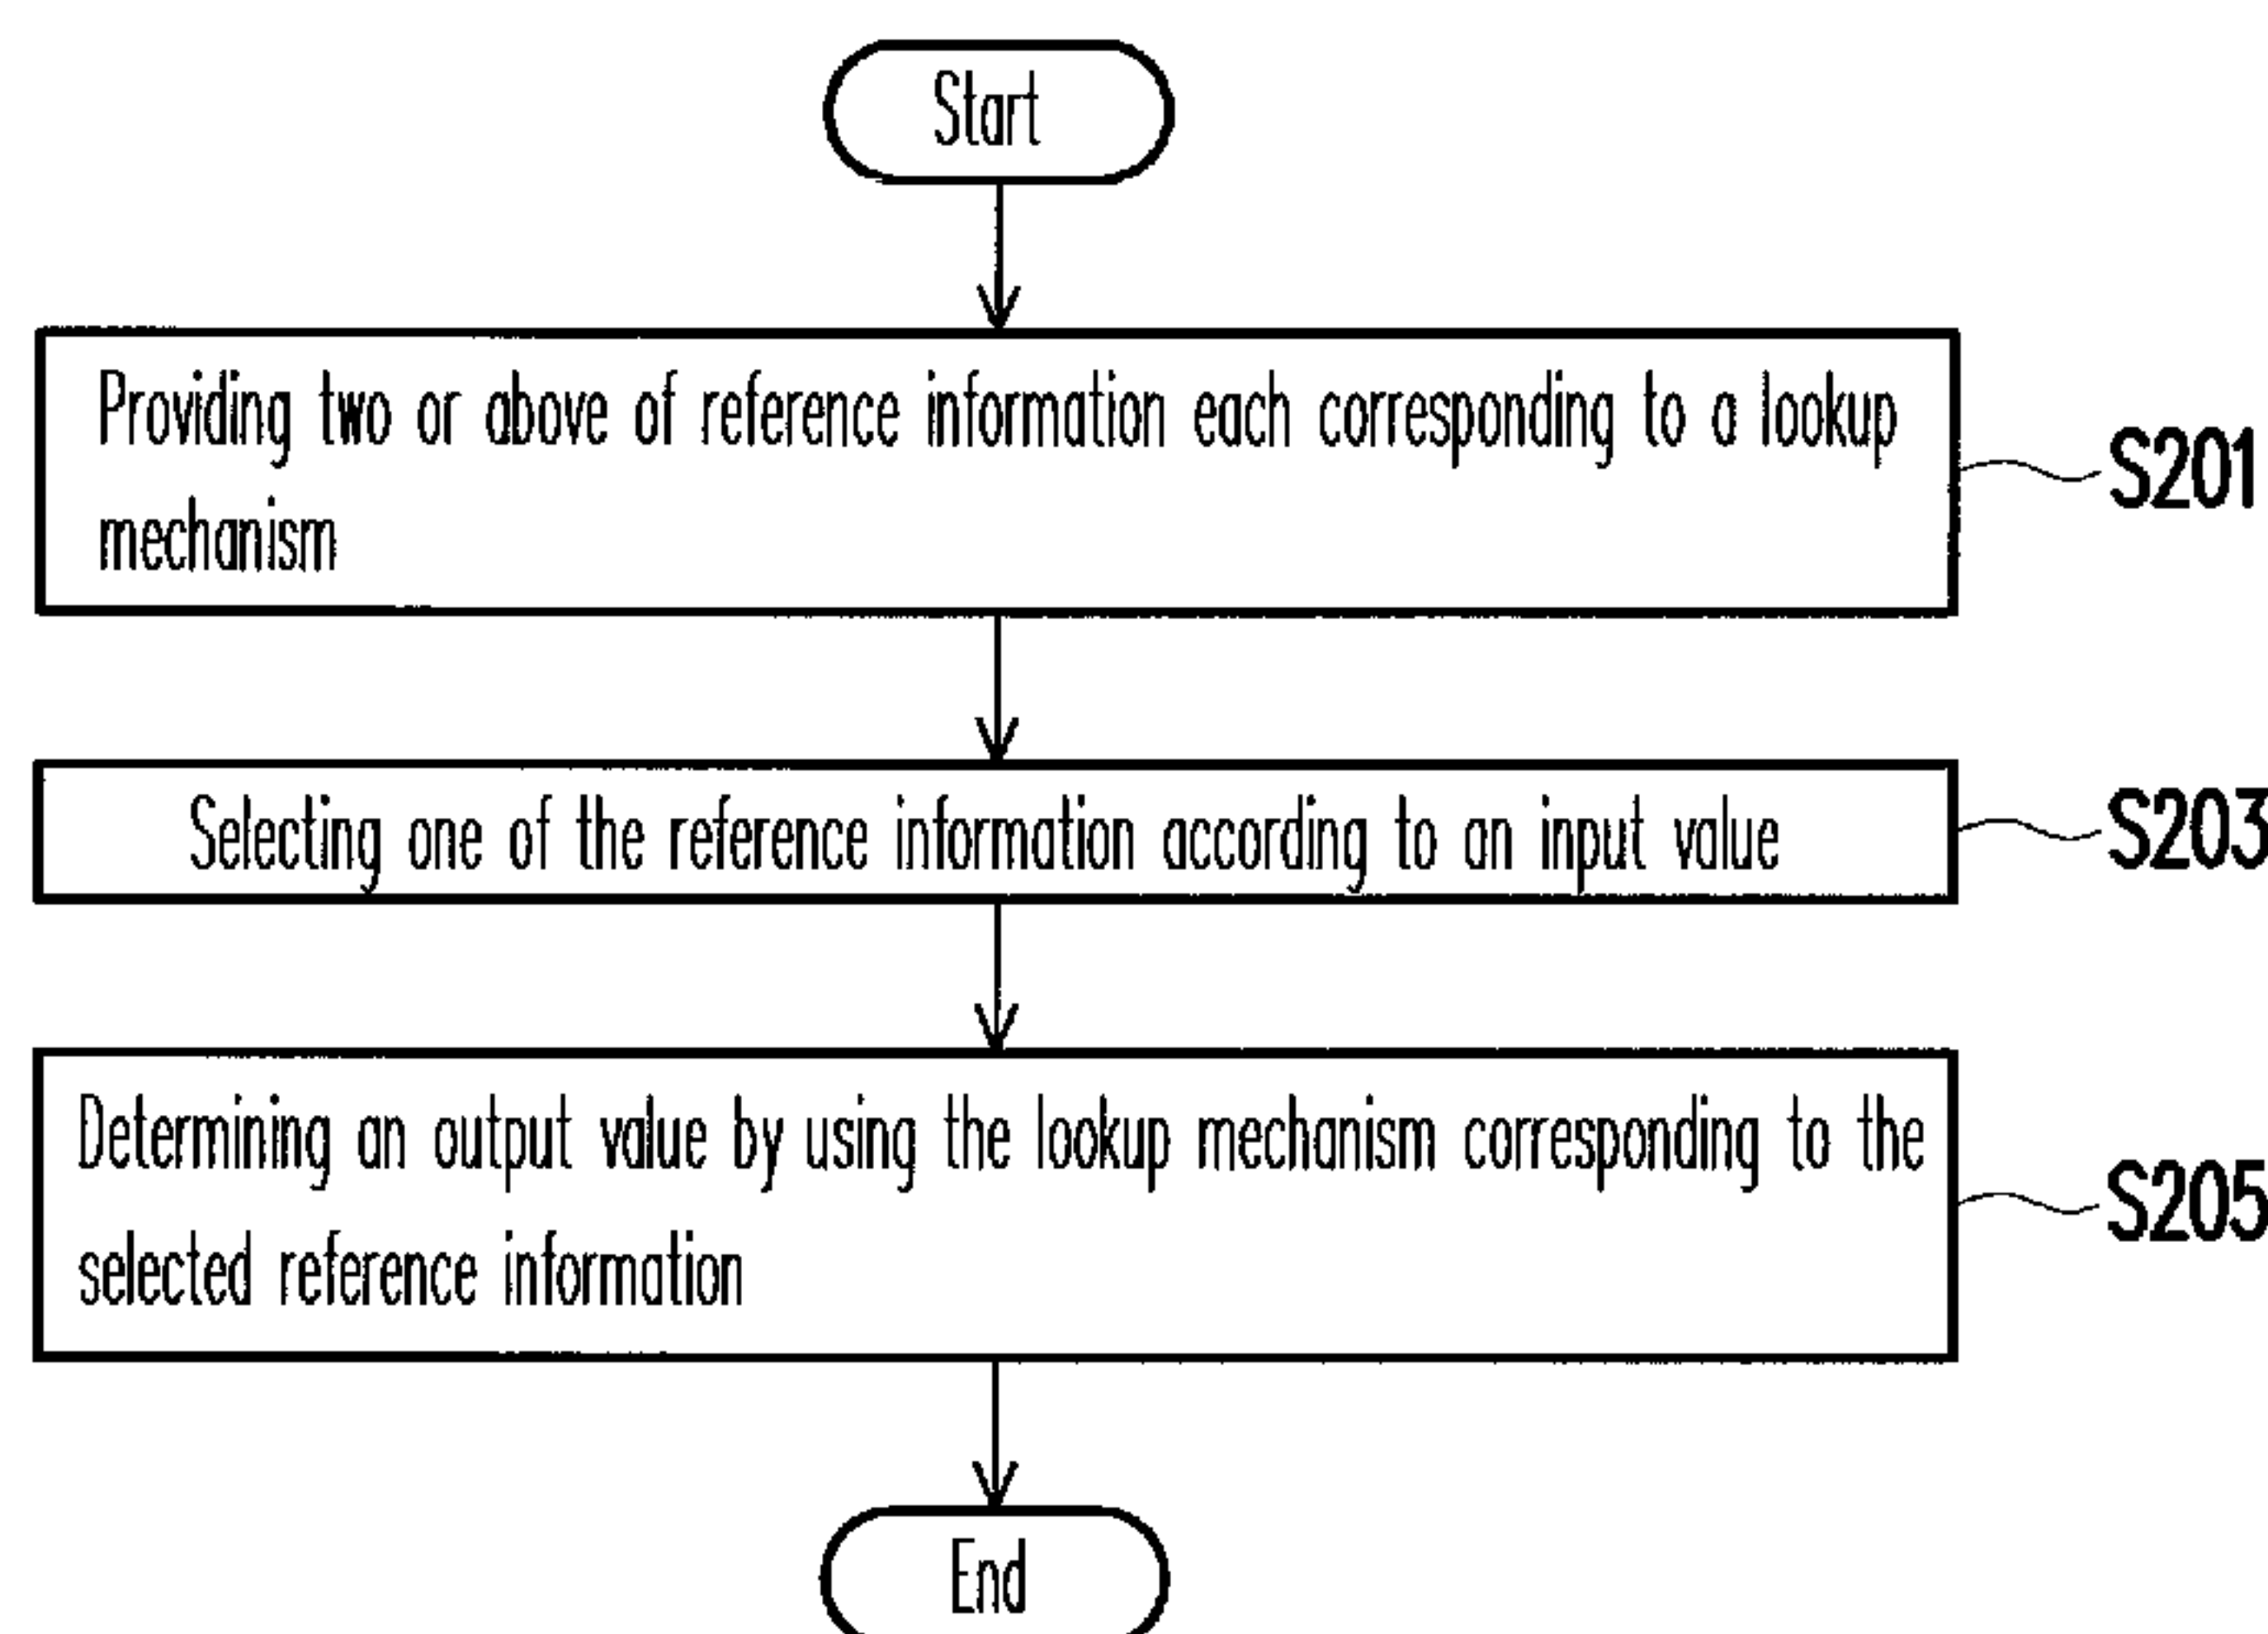 Start
Providing two or above of reference information each corresponding to a lookup
mechanism
S201
Selecting one of the reference information according to an input value
S203
Determining an output value by using the lookup mechanism corresponding to the
selected reference information
S205
End